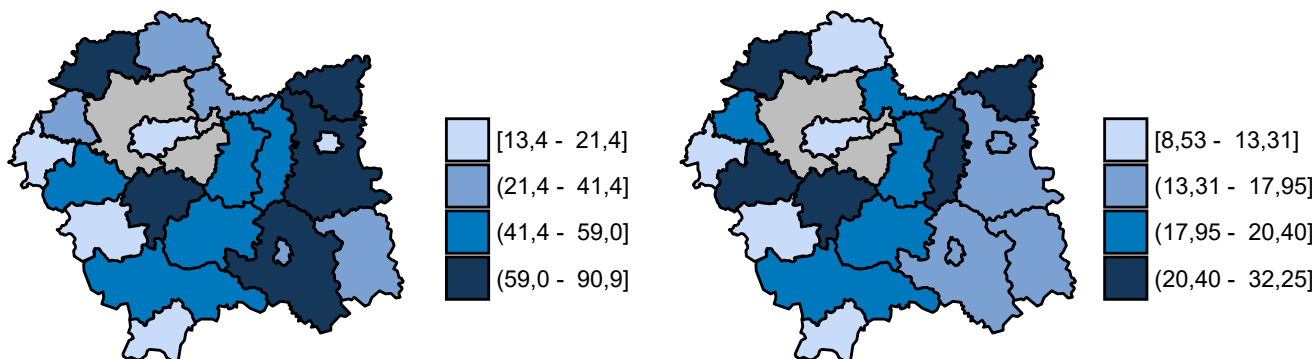 [13,4 - 21,4]
(21,4 - 41,4]
(41,4 - 59,0]
(59,0 - 90,9]
[8,53 - 13,31]
(13,31 - 17,95]
(17,95 - 20,40]
(20,40 - 32,25]